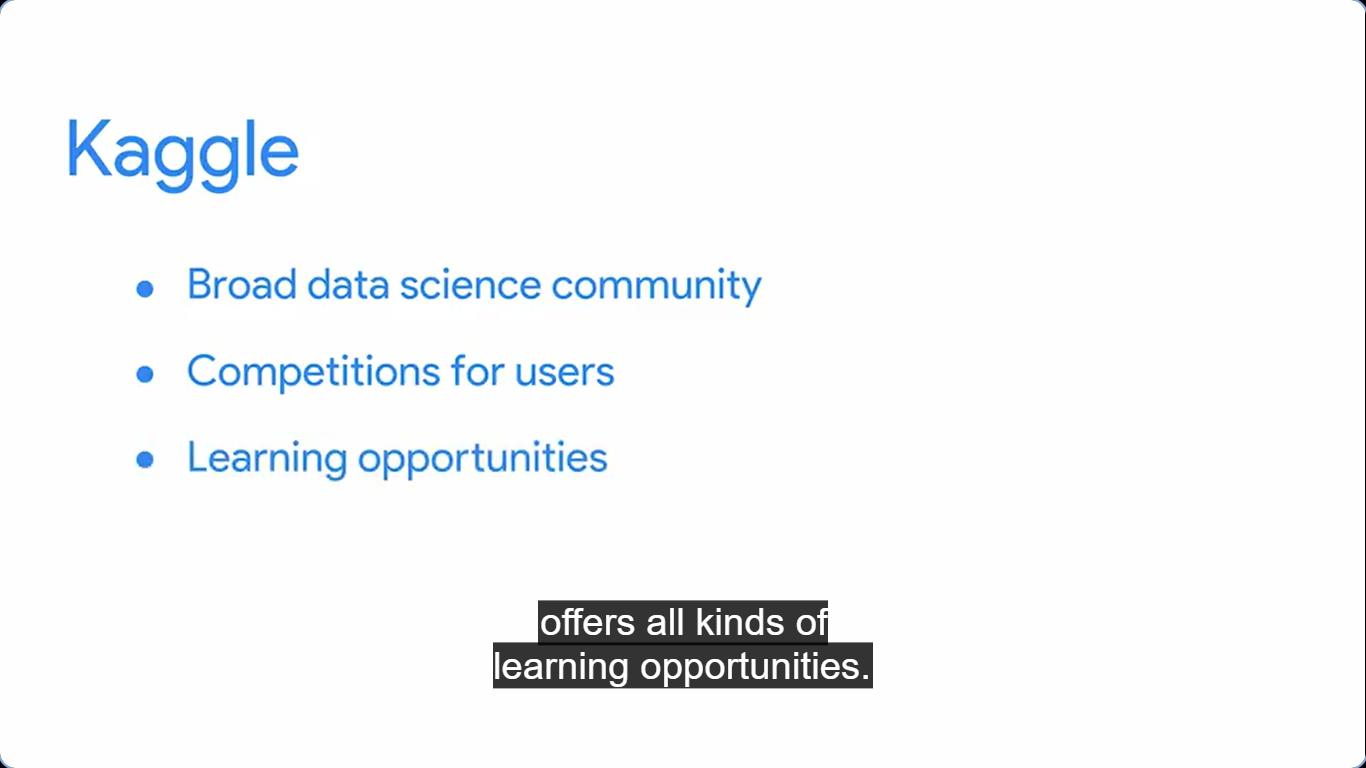 Kaggle
Broad data science community
Competitions for users
Learning opportunities
offers all kinds of
learning opportunities.